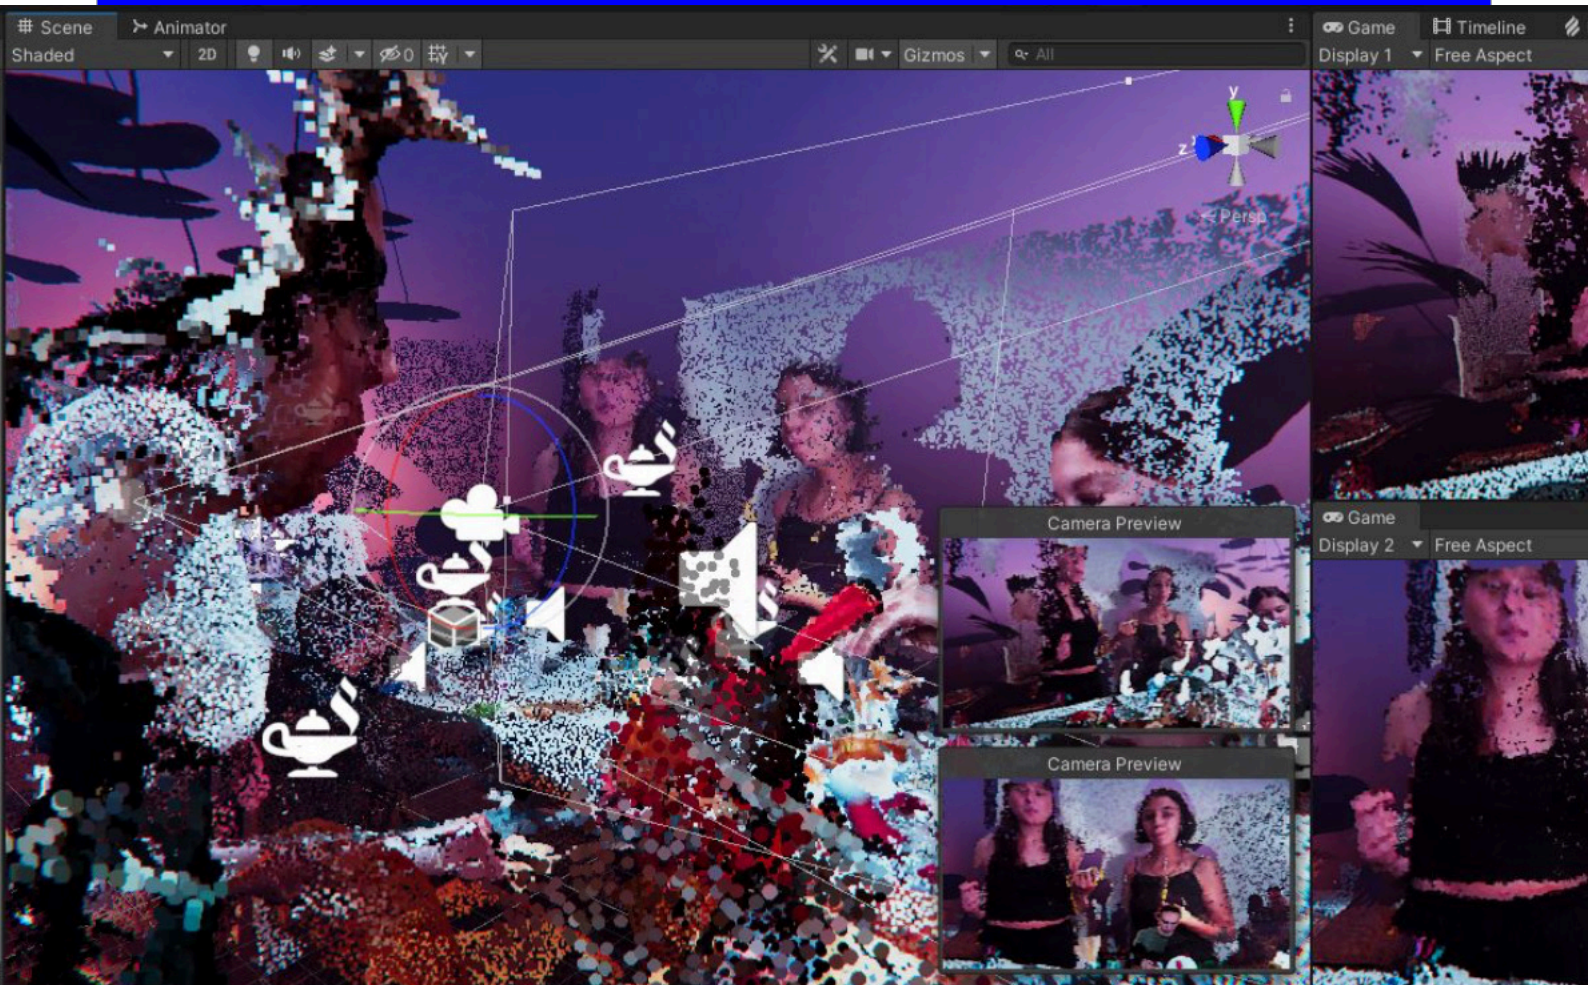 Scene Animator
Shaded 2D 0 Gizmos All
y
z
Persp
Camera Preview
Camera Preview
Game Timeline
Display 1 Free Aspect
Game
Display 2 Free Aspect